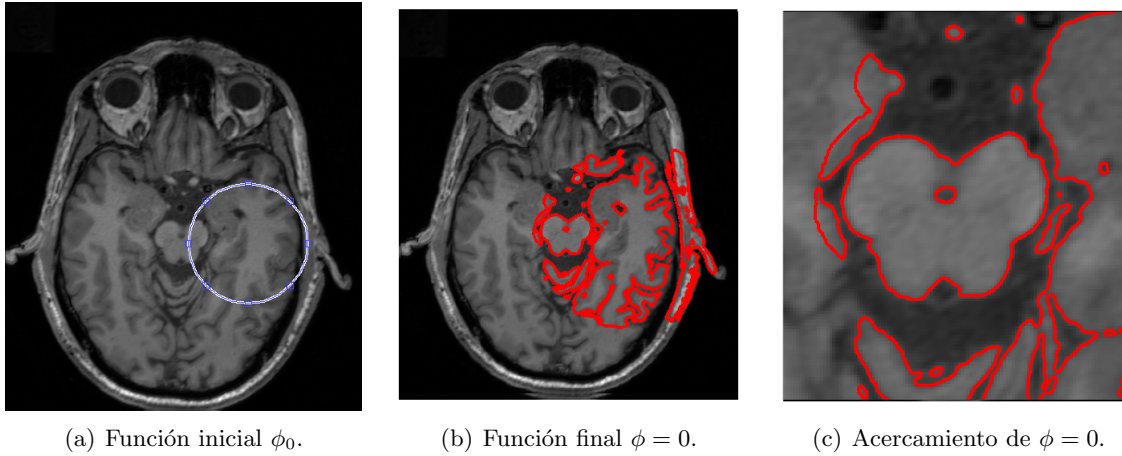 (a) Función inicial ϕ₀.
(b) Función final ϕ = 0.
(c) Acercamiento de ϕ = 0.